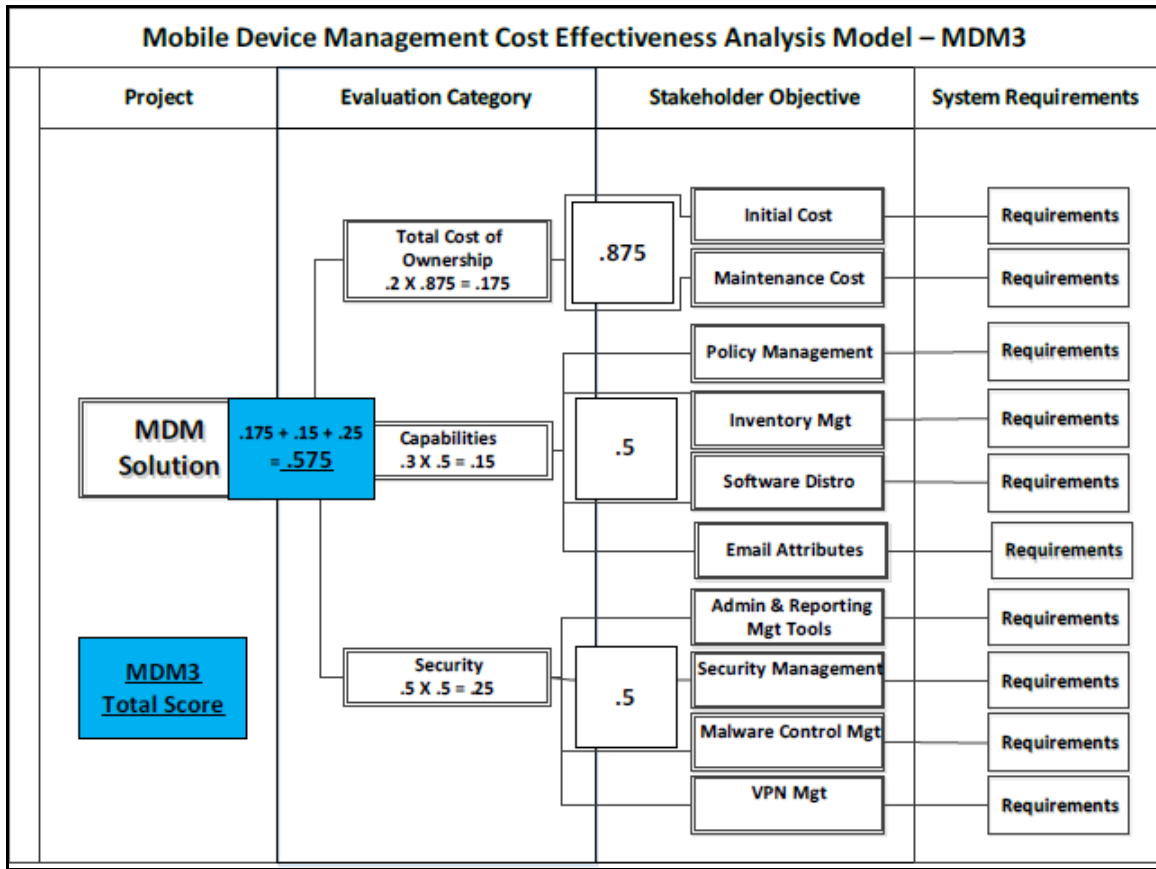 Mobile Device Management Cost Effectiveness Analysis Model – MDM3
Project
Evaluation Category
Stakeholder Objective
System Requirements
Total Cost of
Ownership
.2 X .875 = .175
.875
Initial Cost
Requirements
Maintenance Cost
Requirements
Policy Management
Requirements
MDM
Solution
.175 + .15 + .25
= .575
Capabilities
.3 X .5 = .15
.5
Inventory Mgt
Requirements
Software Distro
Requirements
Email Attributes
Requirements
MDM3
Total Score
Security
.5 X .5 = .25
.5
Admin & Reporting
Mgt Tools
Requirements
Security Management
Requirements
Malware Control Mgt
Requirements
VPN Mgt
Requirements